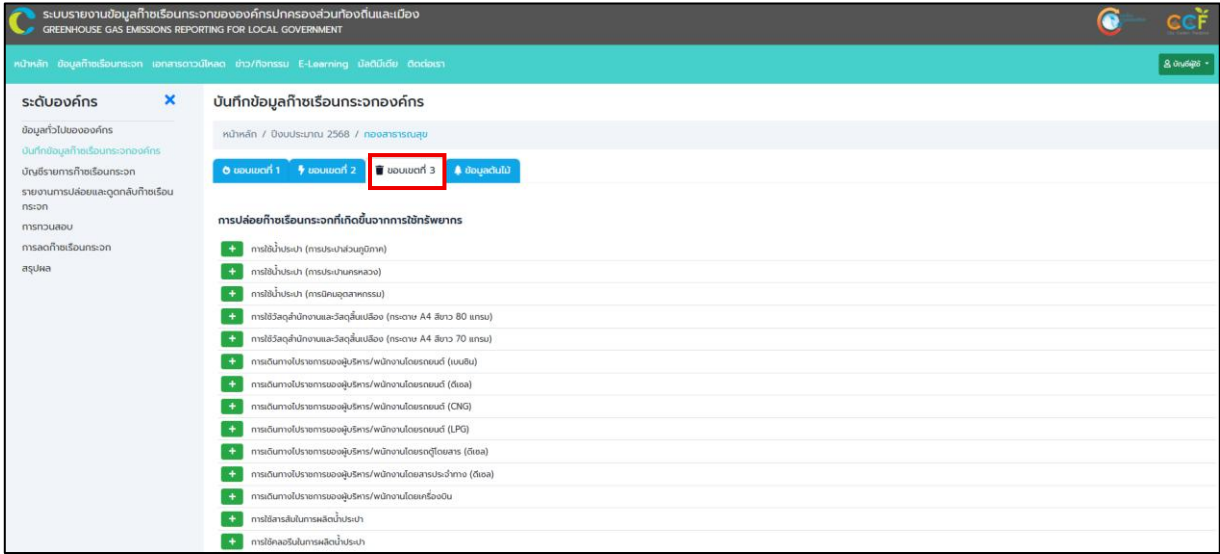 ระบบรายงานข้อมูลก๊าซเรือนกระจกขององค์กรปกครองส่วนท้องถิ่นและเมือง
GREENHOUSE GAS EMISSIONS REPORTING FOR LOCAL GOVERNMENT
CCF
หน้าหลัก ข้อมูลก๊าซเรือนกระจก เอกสารดาวน์โหลด ข่าว/กิจกรรม E-Learning มัลติมีเดีย ติดต่อเรา
บัญชีผู้ใช้
ระดับองค์กร
ข้อมูลทั่วไปขององค์กร
บันทึกข้อมูลก๊าซเรือนกระจกองค์กร
บัญชีรายการก๊าซเรือนกระจก
รายงานการปล่อยและดูดกลับก๊าซเรือน
กระจก
การทวนสอบ
การลดก๊าซเรือนกระจก
สรุปผล
บันทึกข้อมูลก๊าซเรือนกระจกองค์กร
หน้าหลัก / ปีงบประมาณ 2568 / กองสาธารณสุข
ขอบเขตที่ 1 ขอบเขตที่ 2 ขอบเขตที่ 3 ข้อมูลต้นไม้
การปล่อยก๊าซเรือนกระจกที่เกิดขึ้นจากการใช้ทรัพยากร
+ การใช้น้ำประปา (การประปาส่วนภูมิภาค)
+ การใช้น้ำประปา (การประปานครหลวง)
+ การใช้น้ำประปา (การนิคมอุตสาหกรรม)
+ การใช้วัสดุสำนักงานและวัสดุสิ้นเปลือง (กระดาษ A4 สีขาว 80 แกรม)
+ การใช้วัสดุสำนักงานและวัสดุสิ้นเปลือง (กระดาษ A4 สีขาว 70 แกรม)
+ การเดินทางไปราชการของผู้บริหาร/พนักงานโดยรถยนต์ (เบนซิน)
+ การเดินทางไปราชการของผู้บริหาร/พนักงานโดยรถยนต์ (ดีเซล)
+ การเดินทางไปราชการของผู้บริหาร/พนักงานโดยรถยนต์ (CNG)
+ การเดินทางไปราชการของผู้บริหาร/พนักงานโดยรถยนต์ (LPG)
+ การเดินทางไปราชการของผู้บริหาร/พนักงานโดยรถตู้โดยสาร (ดีเซล)
+ การเดินทางไปราชการของผู้บริหาร/พนักงานโดยสารประจำทาง (ดีเซล)
+ การเดินทางไปราชการของผู้บริหาร/พนักงานโดยเครื่องบิน
+ การใช้สารส้มในการผลิตน้ำประปา
+ การใช้คลอรีนในการผลิตน้ำประปา